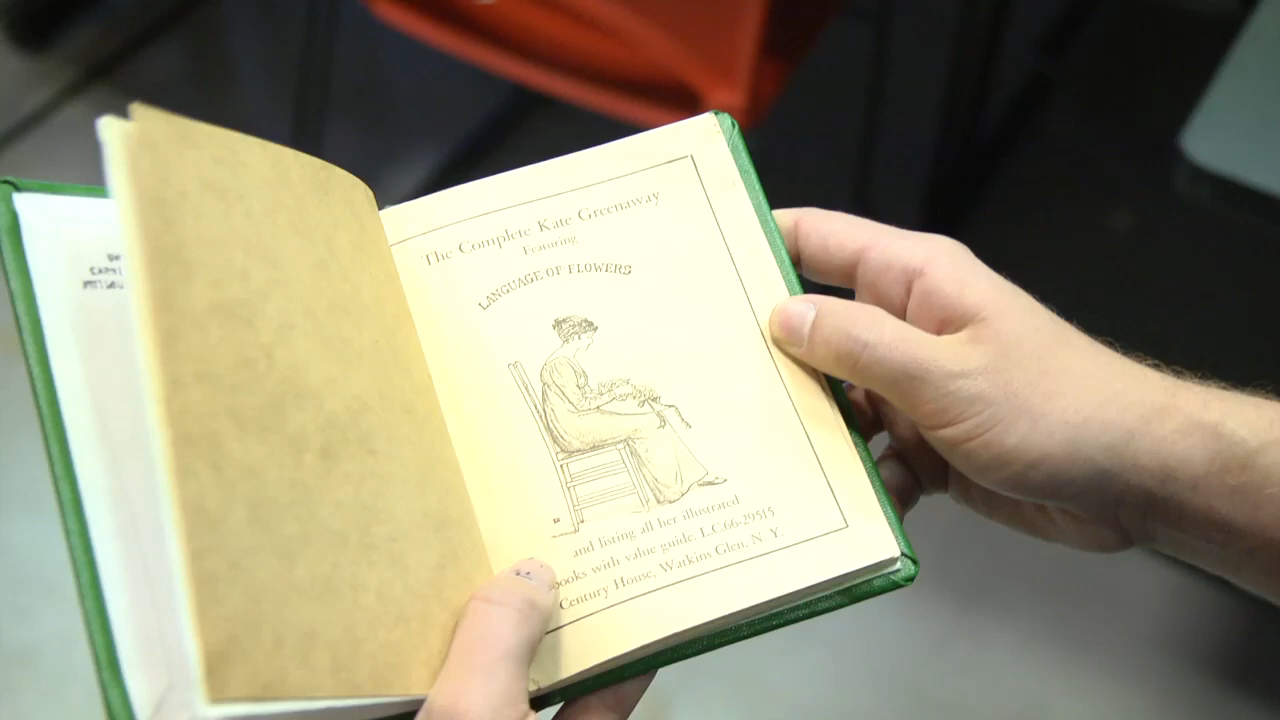 The Complete Kate Greenaway
Featuring
LANGUAGE OF FLOWERS
and listing all her illustrated
books with value guide. L.C.66-29515
Century House, Watkins Glen, N. Y.